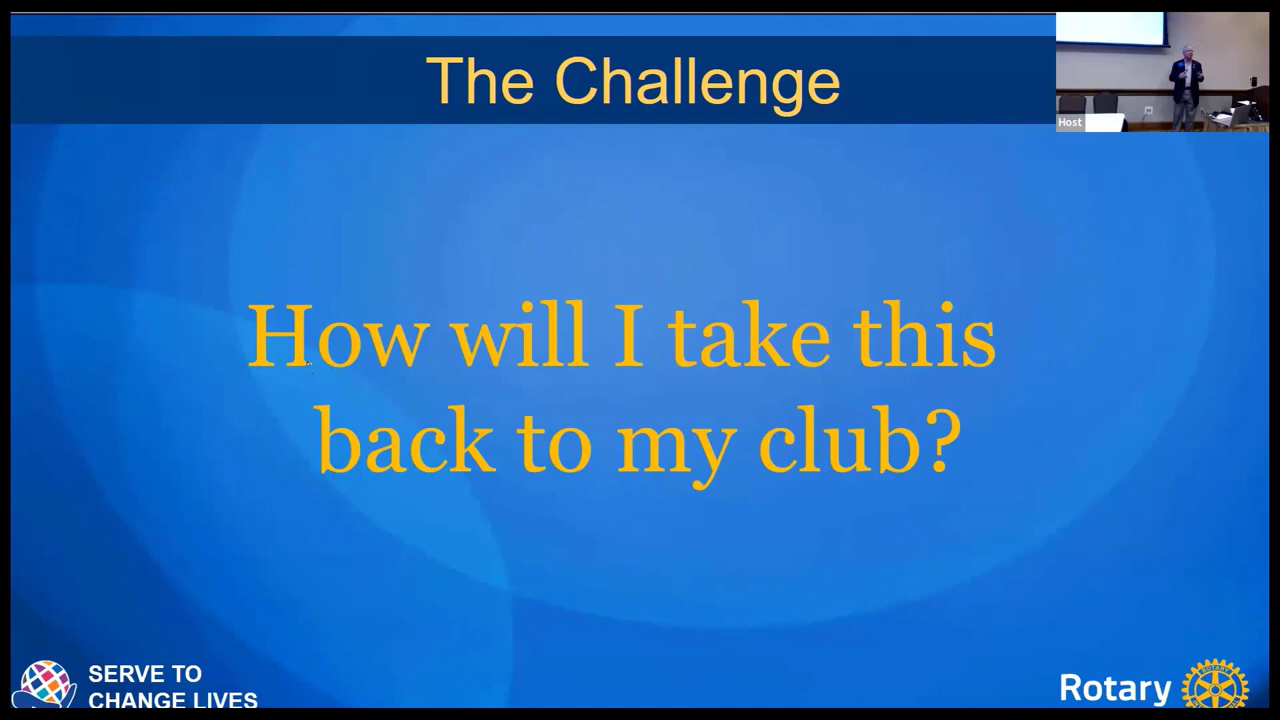 The Challenge
Host
How will I take this
back to my club?
SERVE TO
CHANGE LIVES
Rotary